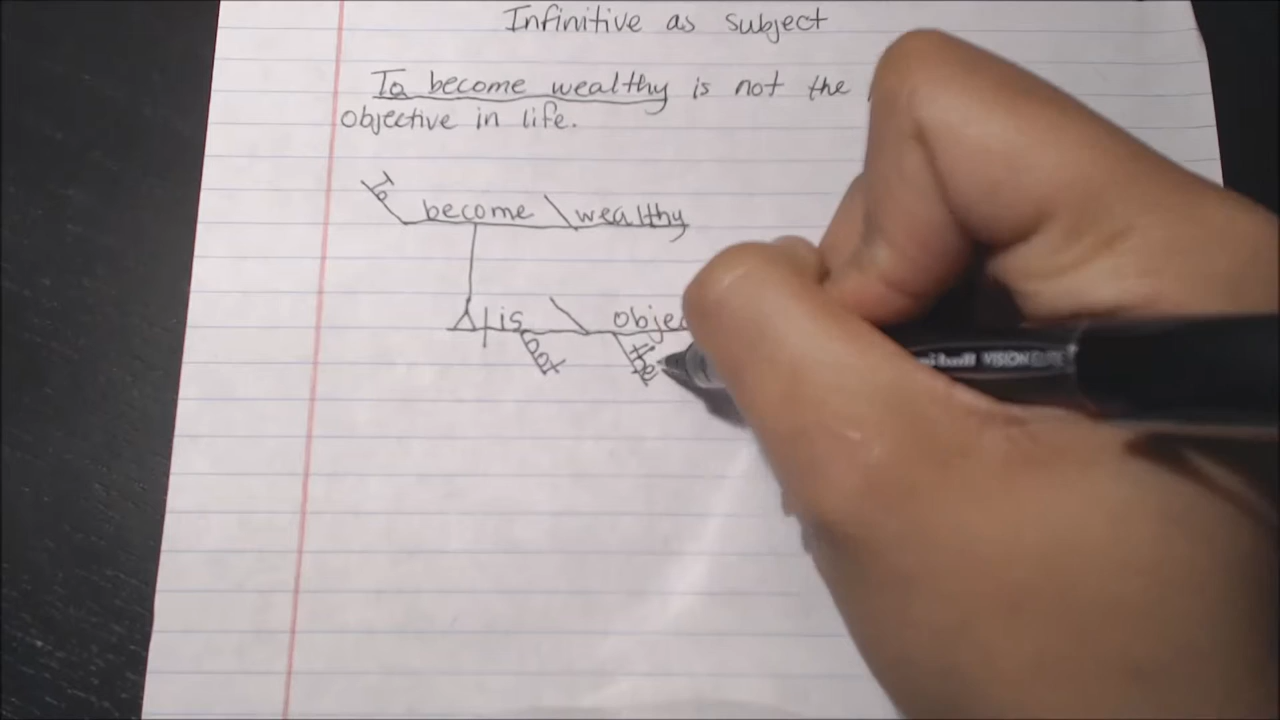 Infinitive as subject
To become wealthy is not the
objective in life.
To become wealthy
is
not
the
VISION ELITE